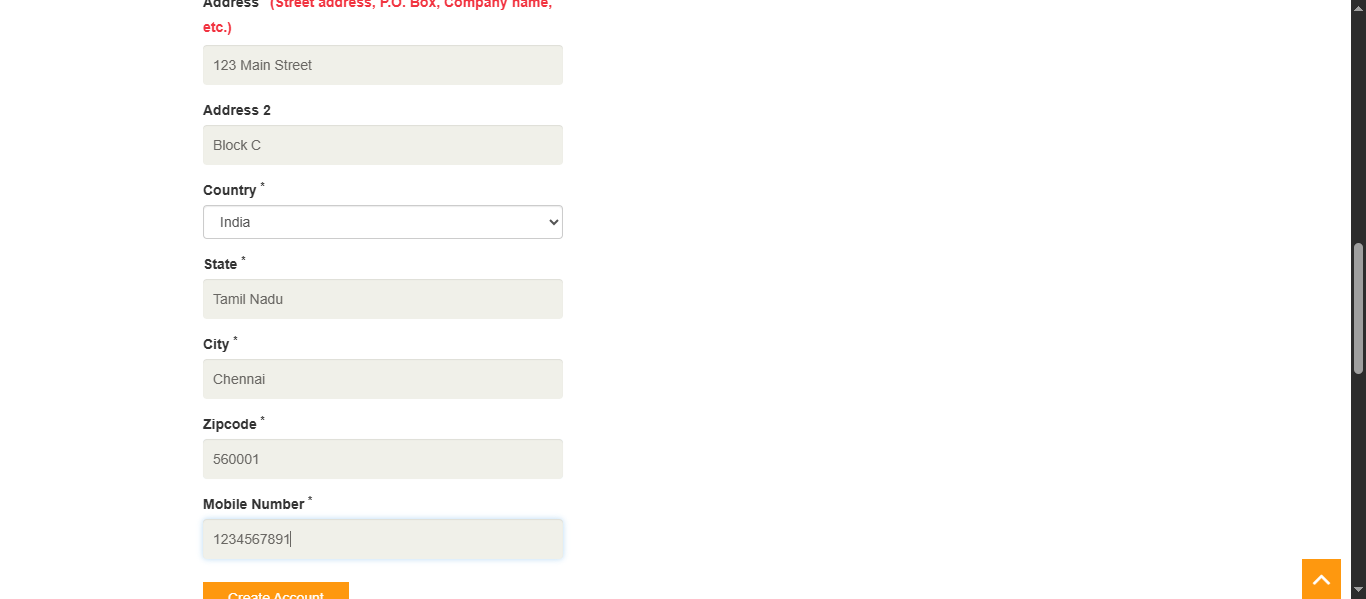 Address * (Street address, P.O. Box, Company name,
etc.)
123 Main Street
Address 2
Block C
Country *
India
State *
Tamil Nadu
City *
Chennai
Zipcode *
560001
Mobile Number *
1234567891
Create Account